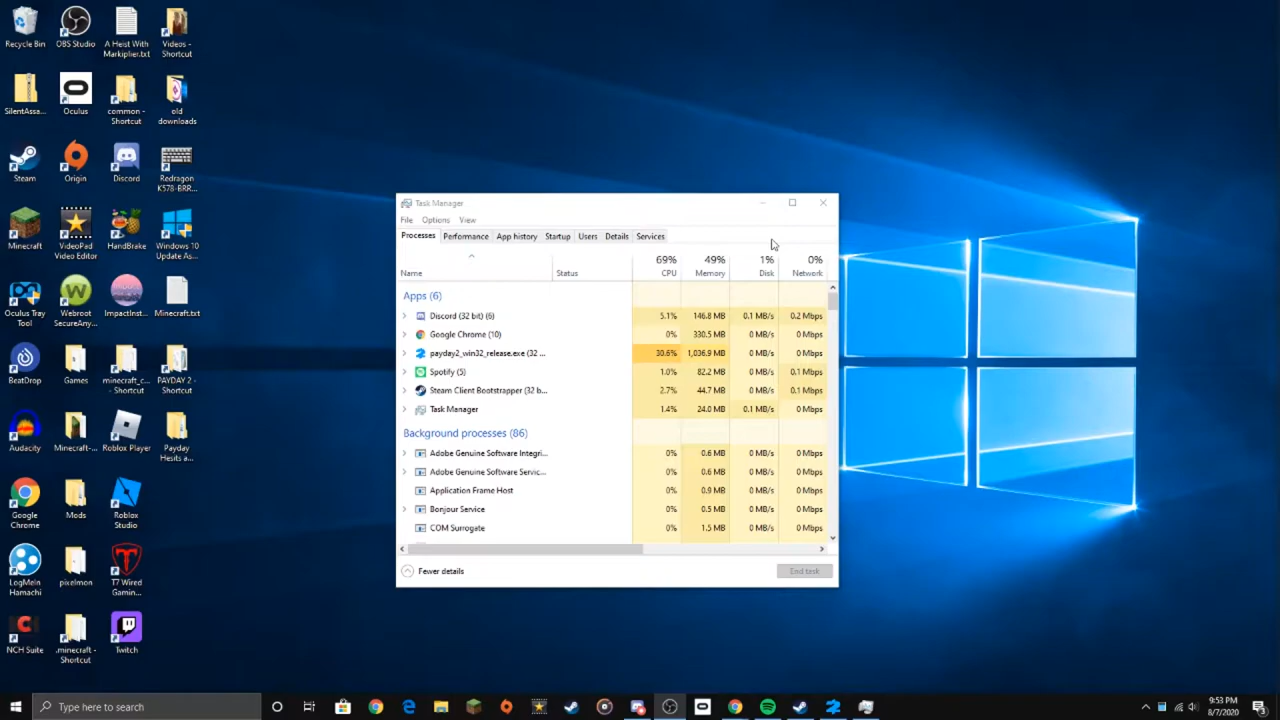 Recycle Bin
OBS Studio
A Heist With
Markiplier.txt
Videos -
Shortcut
SilentAssa...
Oculus
common -
Shortcut
old
downloads
Steam
Origin
Discord
Redragon
K578-BRR...
Minecraft
VideoPad
Video Editor
HandBrake
Windows 10
Update As...
Oculus Tray
Tool
Webroot
SecureAny...
ImpactInst...
Minecraft.txt
BeatDrop
Games
minecraft_c...
- Shortcut
PAYDAY 2 -
Shortcut
Audacity
Minecraft-...
Roblox Player
Payday
Hesits a...
Google
Chrome
Mods
Roblox
Studio
LogMeIn
Hamachi
pixelmon
T7 Wired
Gamin...
NCH Suite
.minecraft -
Shortcut
Twitch
Task Manager
File Options View
Processes Performance App history Startup Users Details Services
69% 49% 1% 0%
Name Status CPU Memory Disk Network
Apps (6)
Discord (32 bit) (6) 5.1% 146.8 MB 0.1 MB/s 0.2 Mbps
Google Chrome (10) 0% 330.5 MB 0 MB/s 0 Mbps
payday2_win32_release.exe (32 ... 30.6% 1,036.9 MB 0 MB/s 0 Mbps
Spotify (5) 1.0% 82.2 MB 0 MB/s 0.1 Mbps
Steam Client Bootstrapper (32 b... 2.7% 44.7 MB 0.1 MB/s 0.1 Mbps
Task Manager 1.4% 24.0 MB 0.1 MB/s 0 Mbps
Background processes (86)
Adobe Genuine Software Integri... 0% 0.6 MB 0 MB/s 0 Mbps
Adobe Genuine Software Servic... 0% 0.6 MB 0 MB/s 0 Mbps
Application Frame Host 0% 0.9 MB 0 MB/s 0 Mbps
Bonjour Service 0% 0.5 MB 0 MB/s 0 Mbps
COM Surrogate 0% 1.5 MB 0 MB/s 0 Mbps
Fewer details
End task
Type here to search
9:53 PM
8/7/2020